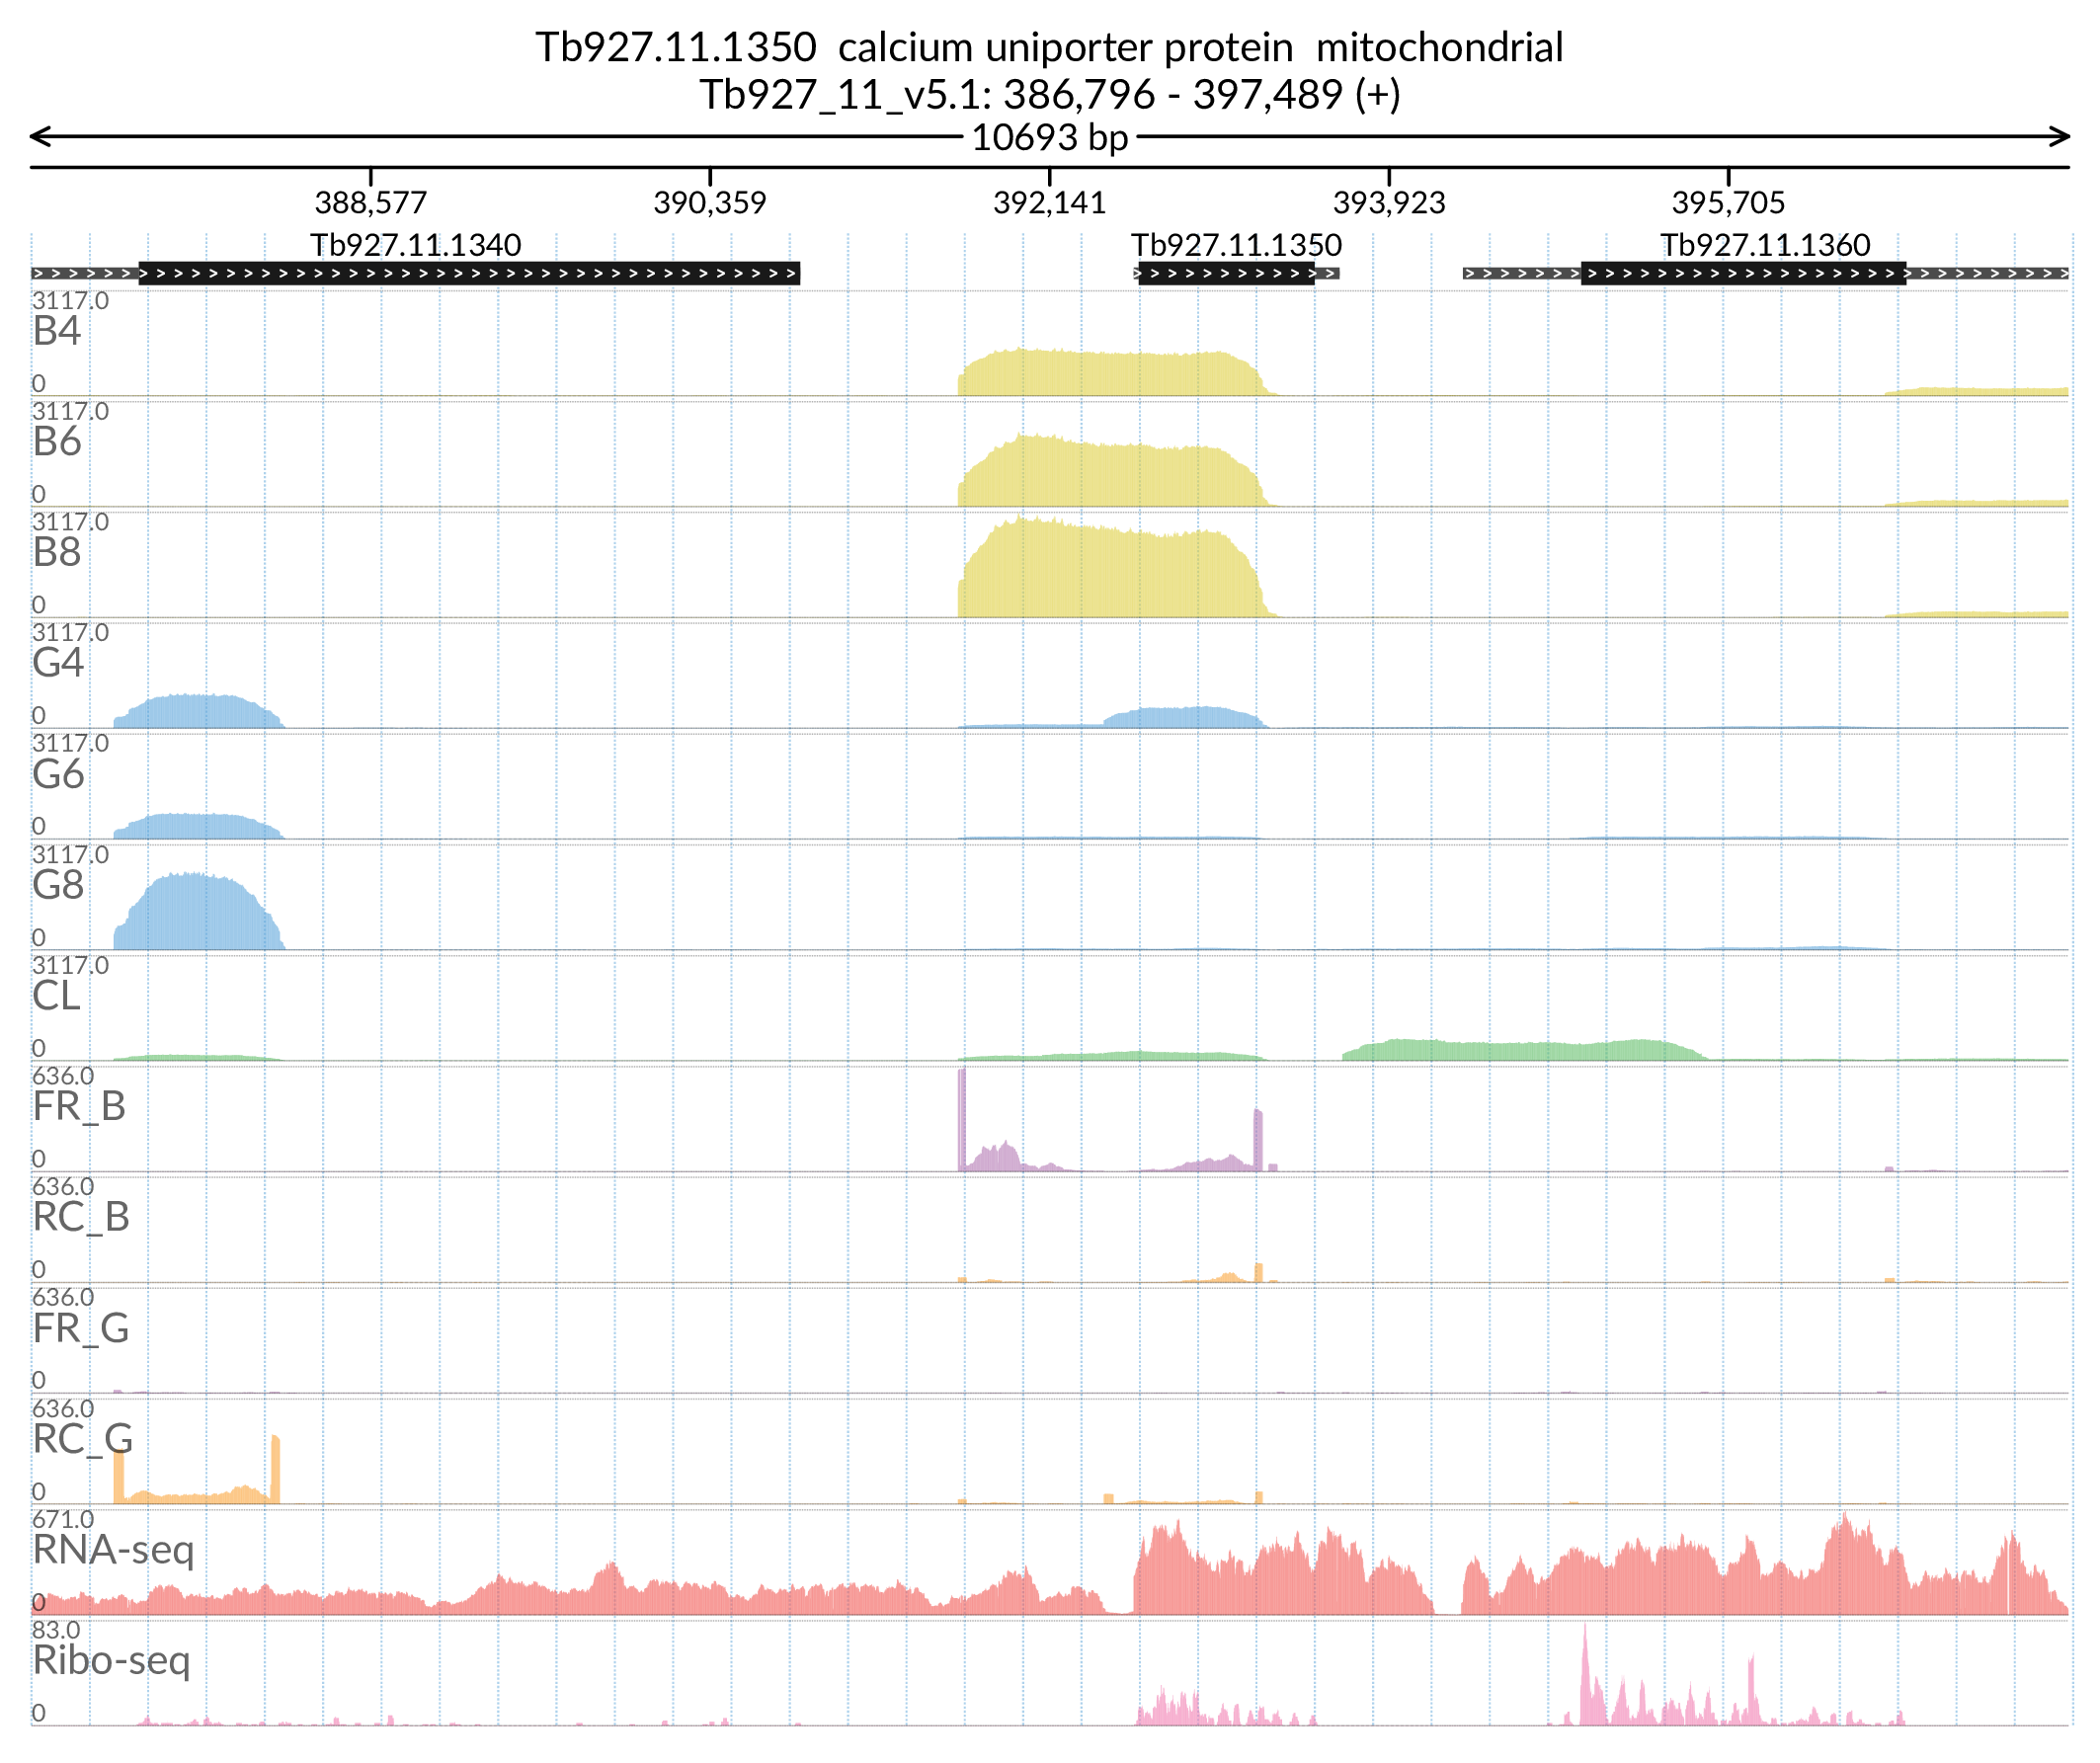 Tb927.11.1350  calcium uniporter protein  mitochondrial
Tb927_11_v5.1: 386,796 - 397,489 (+)
10693 bp
388,577 390,359 392,141 393,923 395,705
Tb927.11.1340 Tb927.11.1350 Tb927.11.1360
3117.0
B4
0
3117.0
B6
0
3117.0
B8
0
3117.0
G4
0
3117.0
G6
0
3117.0
G8
0
3117.0
CL
0
636.0
FR_B
0
636.0
RC_B
0
636.0
FR_G
0
636.0
RC_G
0
671.0
RNA-seq
0
83.0
Ribo-seq
0